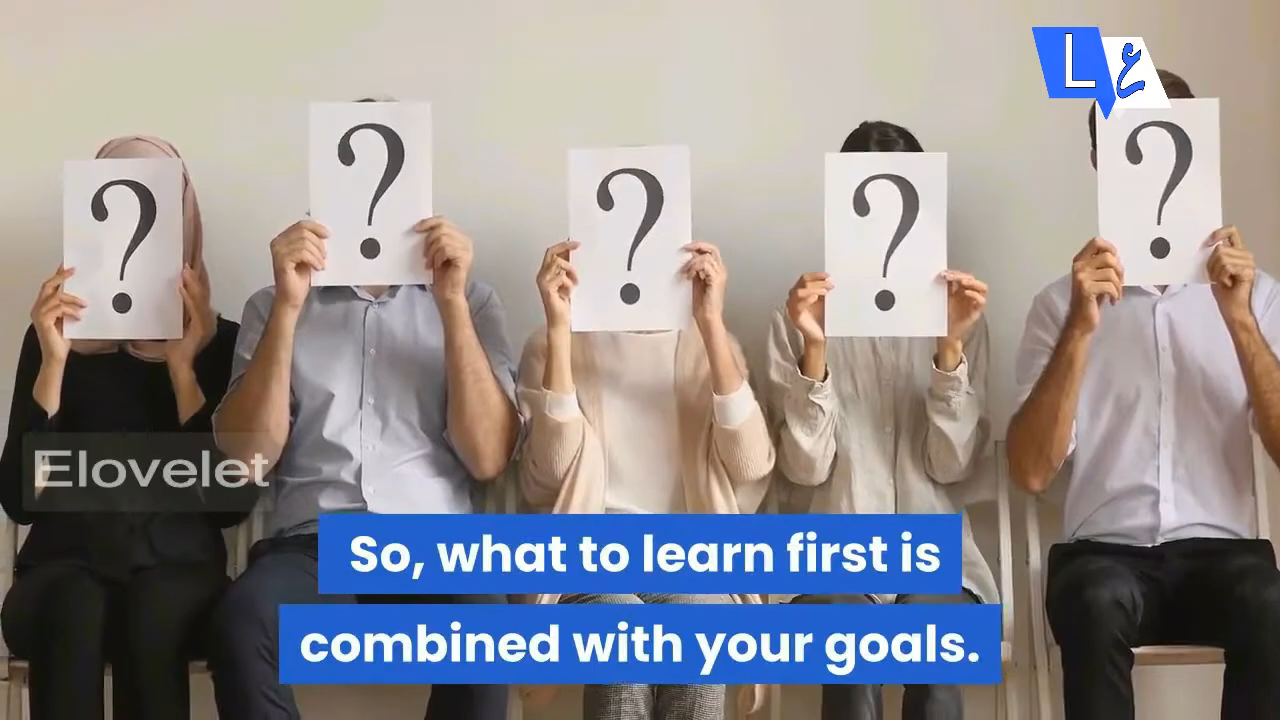 L ع
? ? ? ? ?
Elovelet
So, what to learn first is
combined with your goals.